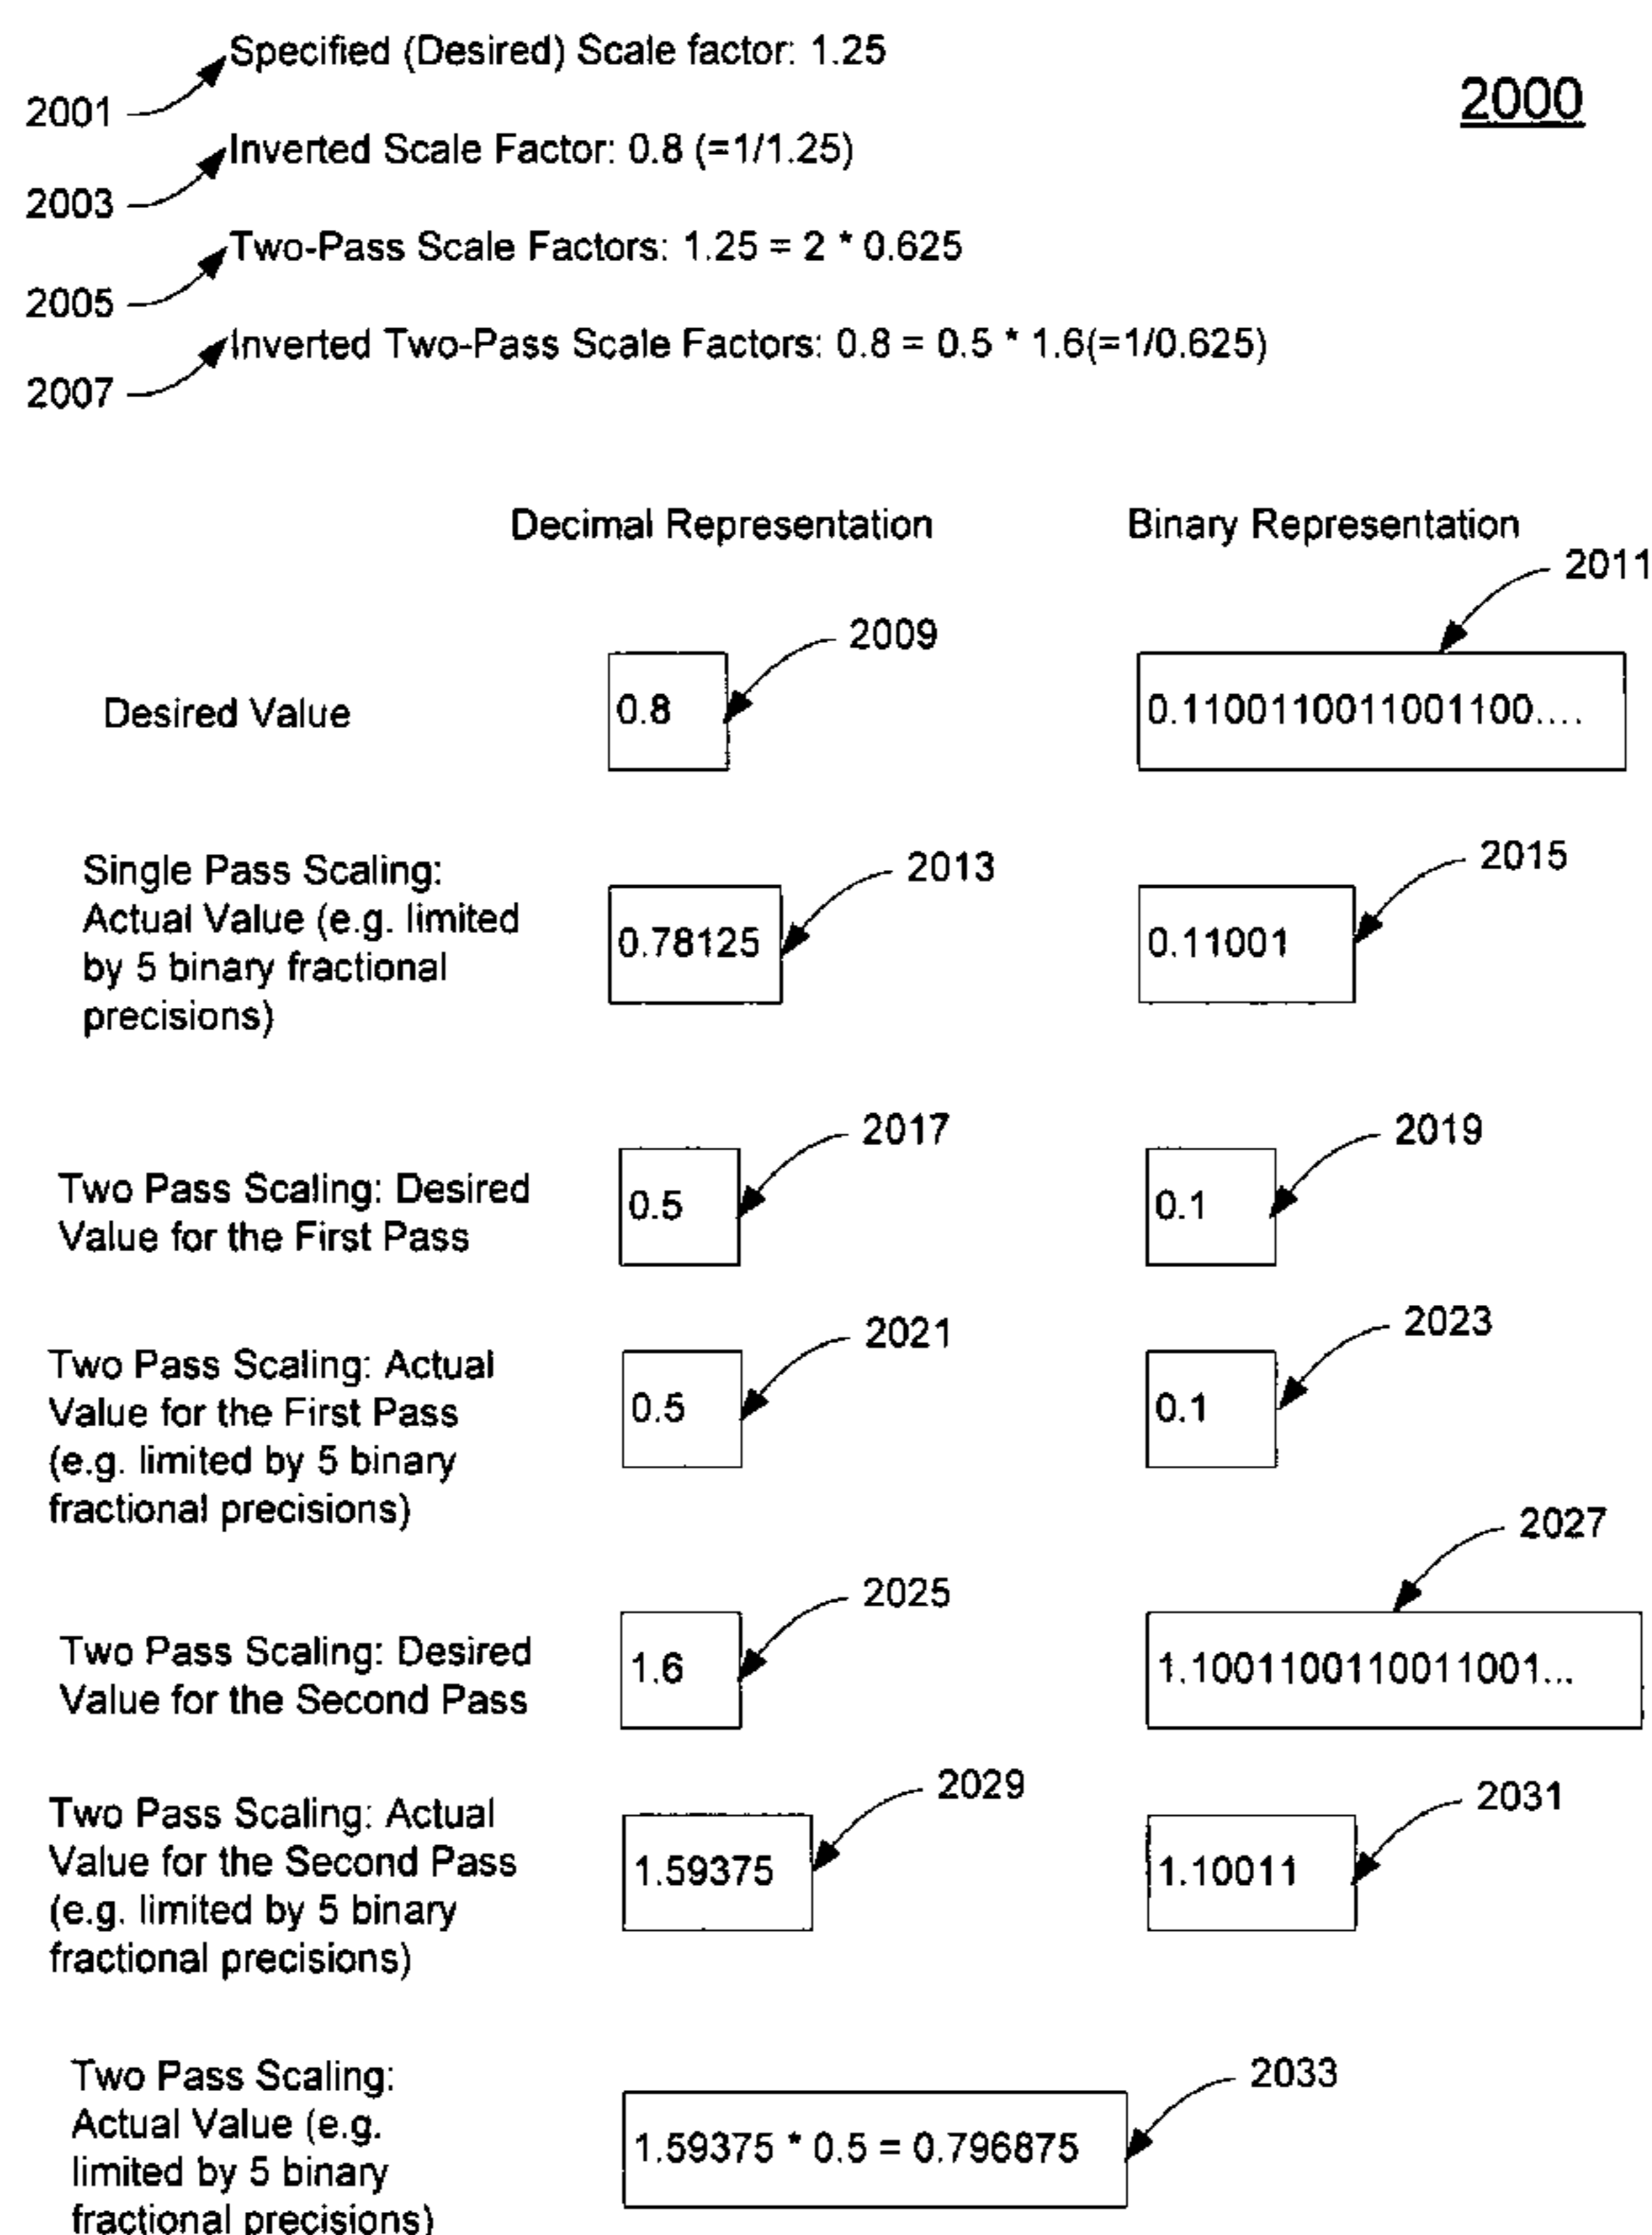 Specified (Desired) Scale factor: 1.25
2000
2001
Inverted Scale Factor: 0.8 (=1/1.25)
2003
Two-Pass Scale Factors: 1.25 = 2 * 0.625
2005
Inverted Two-Pass Scale Factors: 0.8 = 0.5 * 1.6(=1/0.625)
2007
Decimal Representation
Binary Representation
2011
2009
Desired Value
0.8
0.1100110011001100....
Single Pass Scaling:
Actual Value (e.g. limited
by 5 binary fractional
precisions)
2013
0.78125
2015
0.11001
Two Pass Scaling: Desired
Value for the First Pass
2017
0.5
2019
0.1
Two Pass Scaling: Actual
Value for the First Pass
(e.g. limited by 5 binary
fractional precisions)
2021
0.5
2023
0.1
2027
Two Pass Scaling: Desired
Value for the Second Pass
2025
1.6
1.1001100110011001...
Two Pass Scaling: Actual
Value for the Second Pass
(e.g. limited by 5 binary
fractional precisions)
2029
1.59375
2031
1.10011
Two Pass Scaling:
Actual Value (e.g.
limited by 5 binary
fractional precisions)
2033
1.59375 * 0.5 = 0.796875